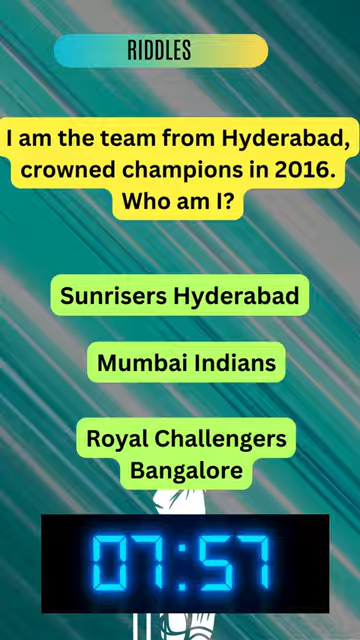 RIDDLES
I am the team from Hyderabad,
crowned champions in 2016.
Who am I?
Sunrisers Hyderabad
Mumbai Indians
Royal Challengers
Bangalore
07:57